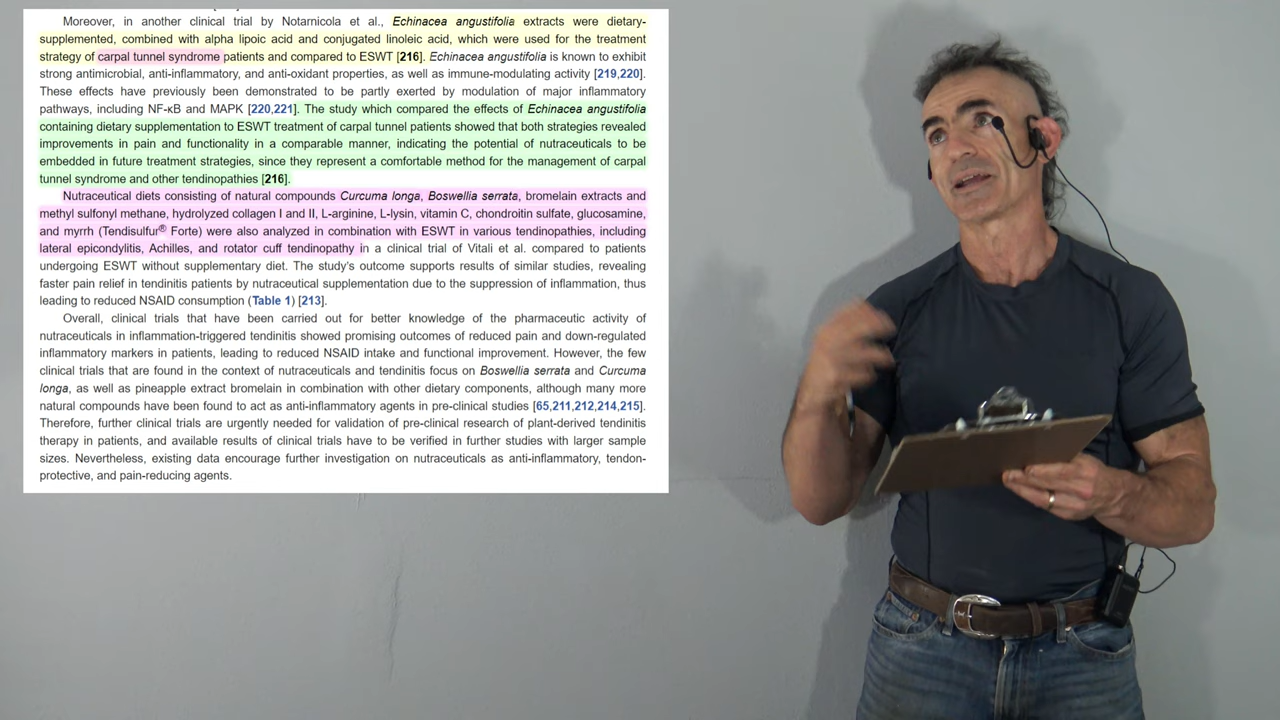 Moreover, in another clinical trial by Notarnicola et al., Echinacea angustifolia extracts were dietary-
supplemented, combined with alpha lipoic acid and conjugated linoleic acid, which were used for the treatment
strategy of carpal tunnel syndrome patients and compared to ESWT [216]. Echinacea angustifolia is known to exhibit
strong antimicrobial, anti-inflammatory, and anti-oxidant properties, as well as immune-modulating activity [219,220].
These effects have previously been demonstrated to be partly exerted by modulation of major inflammatory
pathways, including NF-κB and MAPK [220,221]. The study which compared the effects of Echinacea angustifolia
containing dietary supplementation to ESWT treatment of carpal tunnel patients showed that both strategies revealed
improvements in pain and functionality in a comparable manner, indicating the potential of nutraceuticals to be
embedded in future treatment strategies, since they represent a comfortable method for the management of carpal
tunnel syndrome and other tendinopathies [216].
Nutraceutical diets consisting of natural compounds Curcuma longa, Boswellia serrata, bromelain extracts and
methyl sulfonyl methane, hydrolyzed collagen I and II, L-arginine, L-lysin, vitamin C, chondroitin sulfate, glucosamine,
and myrrh (Tendisulfur® Forte) were also analyzed in combination with ESWT in various tendinopathies, including
lateral epicondylitis, Achilles, and rotator cuff tendinopathy in a clinical trial of Vitali et al. compared to patients
undergoing ESWT without supplementary diet. The study's outcome supports results of similar studies, revealing
faster pain relief in tendinitis patients by nutraceutical supplementation due to the suppression of inflammation, thus
leading to reduced NSAID consumption (Table 1) [213].
Overall, clinical trials that have been carried out for better knowledge of the pharmaceutic activity of
nutraceuticals in inflammation-triggered tendinitis showed promising outcomes of reduced pain and down-regulated
inflammatory markers in patients, leading to reduced NSAID intake and functional improvement. However, the few
clinical trials that are found in the context of nutraceuticals and tendinitis focus on Boswellia serrata and Curcuma
longa, as well as pineapple extract bromelain in combination with other dietary components, although many more
natural compounds have been found to act as anti-inflammatory agents in pre-clinical studies [65,211,212,214,215].
Therefore, further clinical trials are urgently needed for validation of pre-clinical research of plant-derived tendinitis
therapy in patients, and available results of clinical trials have to be verified in further studies with larger sample
sizes. Nevertheless, existing data encourage further investigation on nutraceuticals as anti-inflammatory, tendon-
protective, and pain-reducing agents.